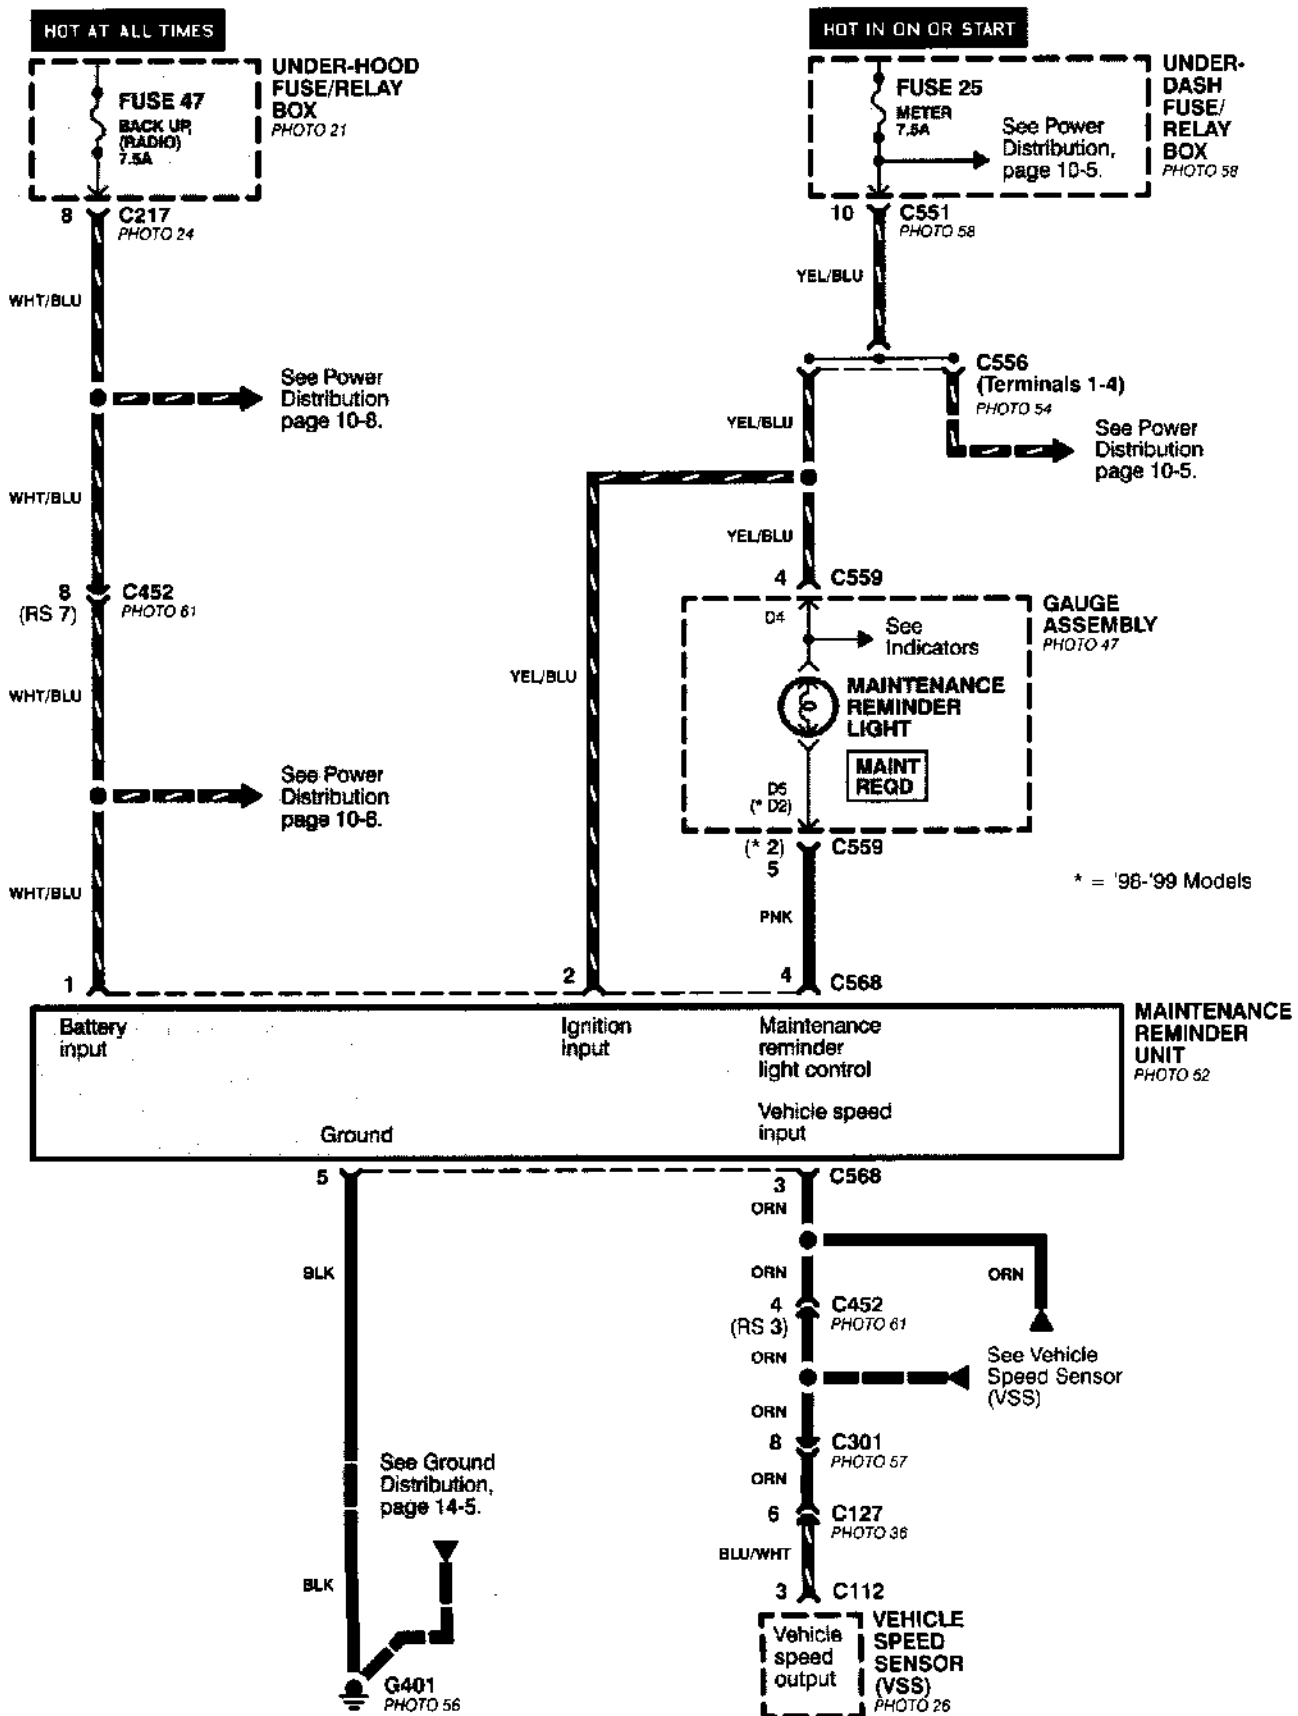 HOT AT ALL TIMES
HOT IN ON OR START
UNDER-HOOD
FUSE/RELAY
BOX
PHOTO 21
FUSE 47
BACK UP
(RADIO)
7.5A
UNDER-
DASH
FUSE/
RELAY
BOX
PHOTO 58
FUSE 25
METER
7.5A
See Power
Distribution,
page 10-5.
8
C217
PHOTO 24
10
C551
PHOTO 58
WHT/BLU
YEL/BLU
See Power
Distribution
page 10-8.
C556
(Terminals 1-4)
PHOTO 54
YEL/BLU
See Power
Distribution
page 10-5.
WHT/BLU
YEL/BLU
8
(RS 7)
C452
PHOTO 61
4
C559
GAUGE
ASSEMBLY
PHOTO 47
D4
See
Indicators
WHT/BLU
YEL/BLU
MAINTENANCE
REMINDER
LIGHT
MAINT
REQD
See Power
Distribution
page 10-8.
D5
(* D2)
(* 2)
5
C559
* = '98-'99 Models
WHT/BLU
PNK
1
2
4
C568
Battery
input
Ignition
input
Maintenance
reminder
light control
MAINTENANCE
REMINDER
UNIT
PHOTO 52
Ground
Vehicle speed
input
5
3
C568
ORN
BLK
ORN
ORN
4
(RS 3)
C452
PHOTO 61
ORN
See Vehicle
Speed Sensor
(VSS)
ORN
8
C301
PHOTO 57
See Ground
Distribution,
page 14-5.
ORN
6
C127
PHOTO 36
BLU/WHT
BLK
3
C112
Vehicle
speed
output
VEHICLE
SPEED
SENSOR
(VSS)
PHOTO 26
G401
PHOTO 56